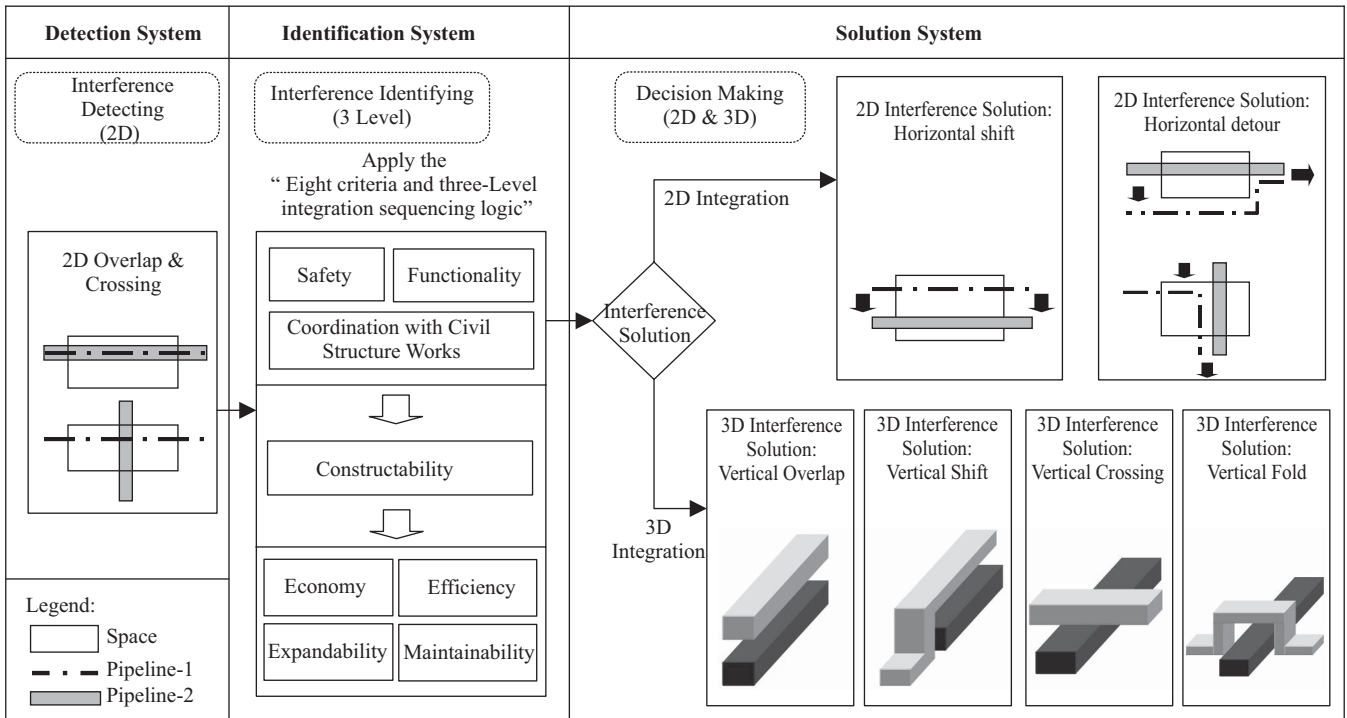 Detection System
Identification System
Solution System
Interference
Detecting
(2D)
2D Overlap &
Crossing
Legend:
Space
Pipeline-1
Pipeline-2
Interference Identifying
(3 Level)
Apply the
“ Eight criteria and three-Level
integration sequencing logic”
Safety
Functionality
Coordination with Civil
Structure Works
Constructability
Economy
Efficiency
Expandability
Maintainability
Decision Making
(2D & 3D)
Interference
Solution
2D Integration
3D
Integration
2D Interference Solution:
Horizontal shift
2D Interference Solution:
Horizontal detour
3D Interference
Solution:
Vertical Overlap
3D Interference
Solution:
Vertical Shift
3D Interference
Solution:
Vertical Crossing
3D Interference
Solution:
Vertical Fold